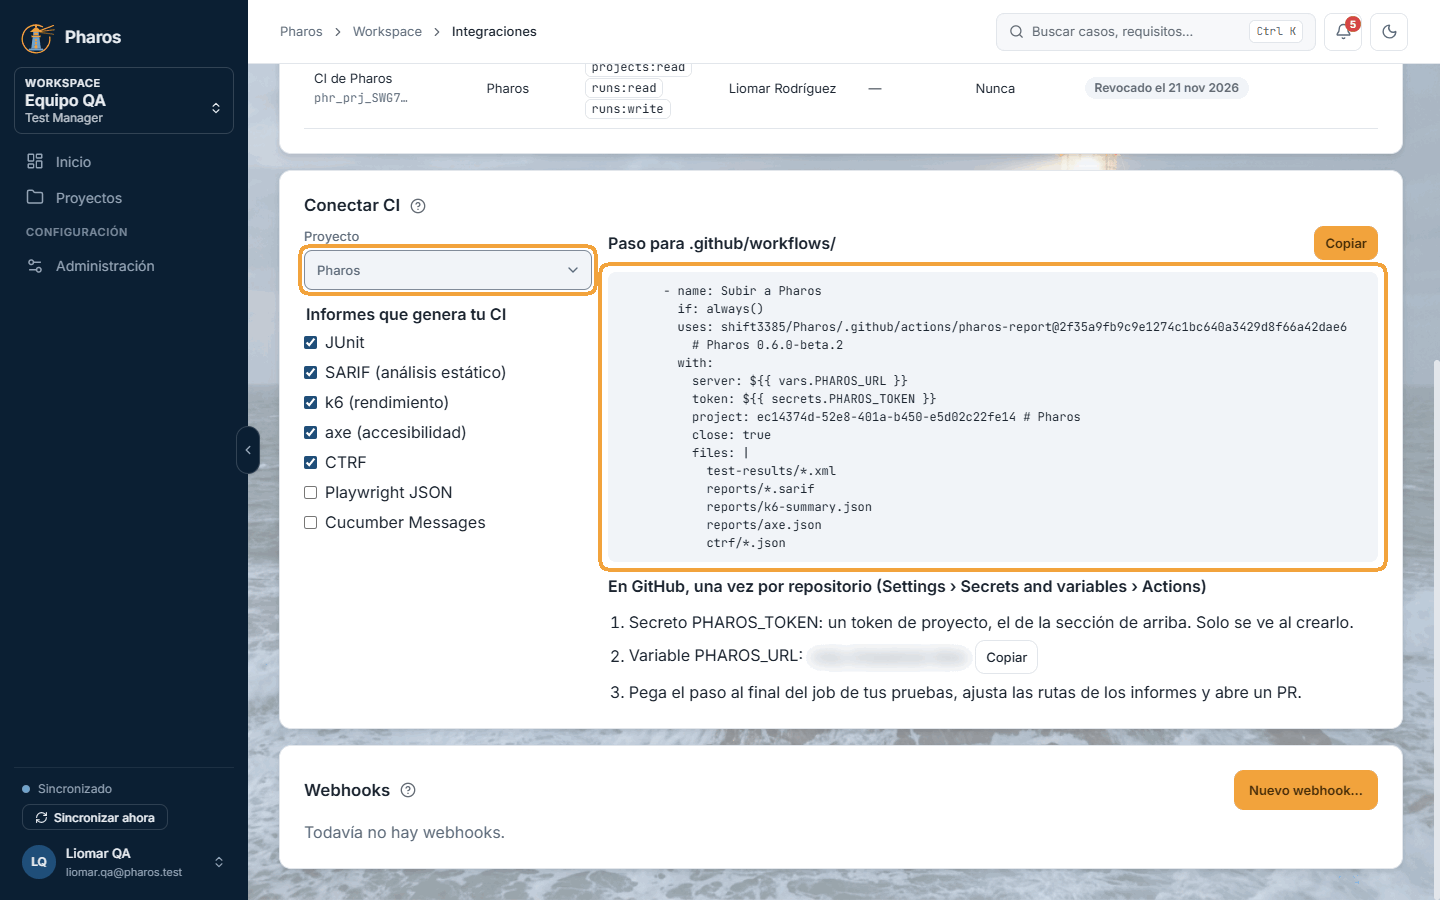 Pharos
WORKSPACE
Equipo QA
Test Manager
Inicio
Proyectos
CONFIGURACIÓN
Administración
Sincronizado
Sincronizar ahora
LQ
Liomar QA
liomar.qa@pharos.test
Pharos > Workspace > Integraciones
Buscar casos, requisitos... Ctrl K
5
CI de Pharos
phr_prj_SWG7…
Pharos
projects:read
runs:read
runs:write
Liomar Rodríguez
—
Nunca
Revocado el 21 nov 2026
Conectar CI ?
Proyecto
Pharos
Informes que genera tu CI
JUnit
SARIF (análisis estático)
k6 (rendimiento)
axe (accesibilidad)
CTRF
Playwright JSON
Cucumber Messages
Paso para .github/workflows/
Copiar
- name: Subir a Pharos
if: always()
uses: shift3385/Pharos/.github/actions/pharos-report@2f35a9fb9c9e1274c1bc640a3429d8f66a42dae6
# Pharos 0.6.0-beta.2
with:
server: ${{ vars.PHAROS_URL }}
token: ${{ secrets.PHAROS_TOKEN }}
project: ec14374d-52e8-401a-b450-e5d02c22fe14 # Pharos
close: true
files: |
test-results/*.xml
reports/*.sarif
reports/k6-summary.json
reports/axe.json
ctrf/*.json
En GitHub, una vez por repositorio (Settings › Secrets and variables › Actions)
1. Secreto PHAROS_TOKEN: un token de proyecto, el de la sección de arriba. Solo se ve al crearlo.
2. Variable PHAROS_URL: Copiar
3. Pega el paso al final del job de tus pruebas, ajusta las rutas de los informes y abre un PR.
Webhooks ?
Nuevo webhook...
Todavía no hay webhooks.